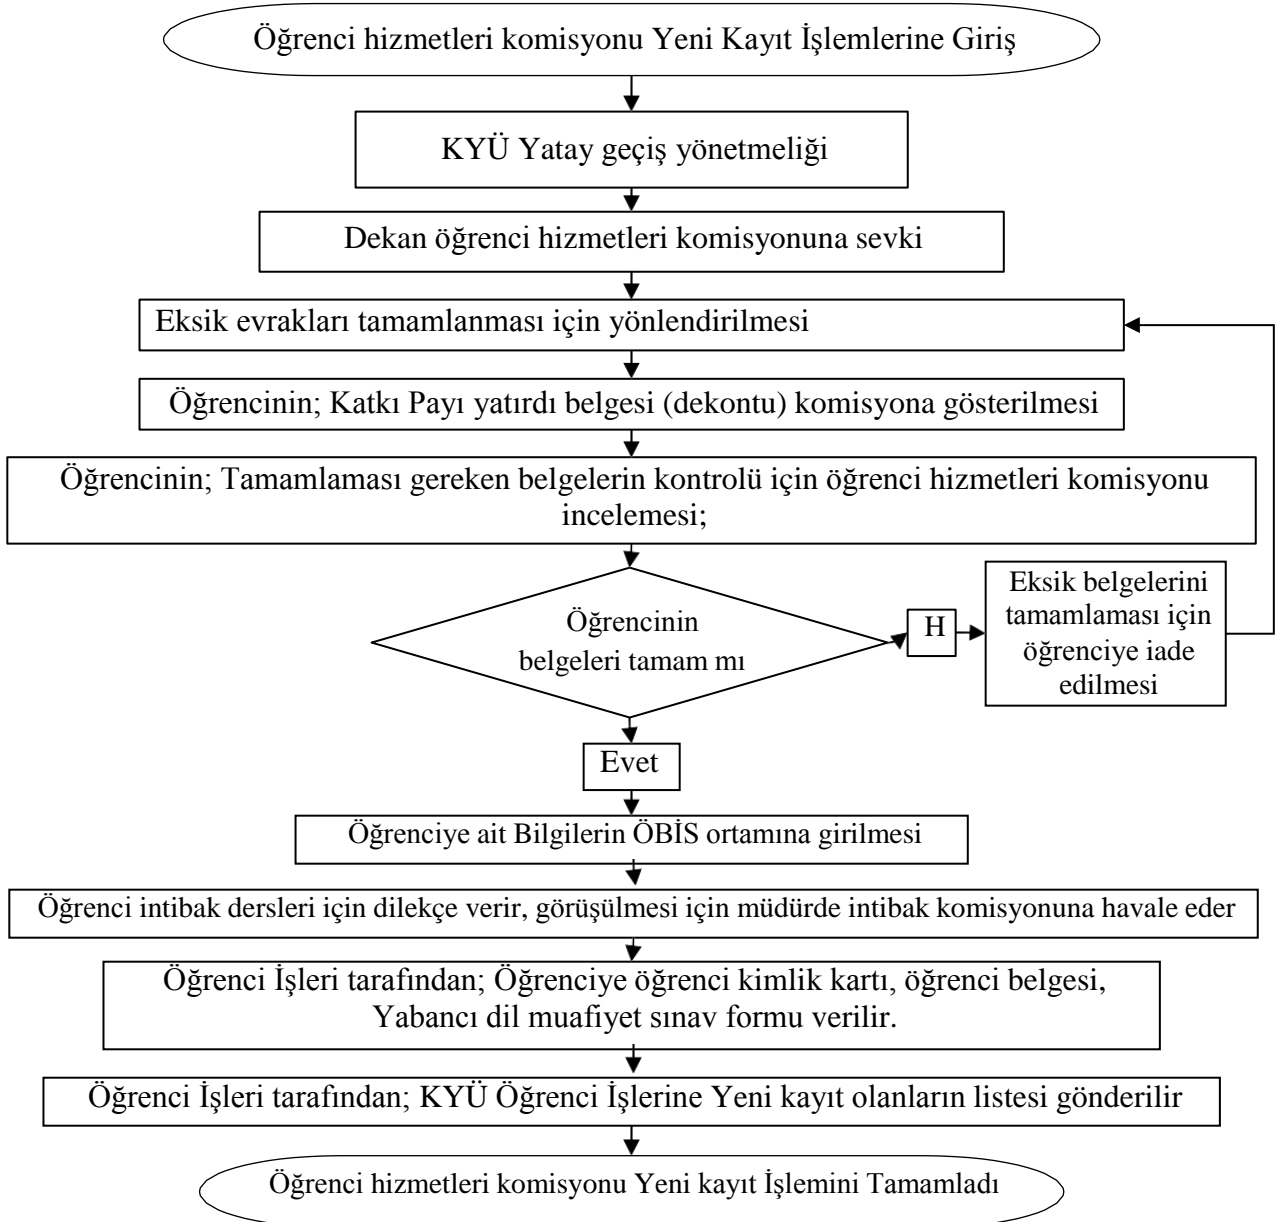 Öğrenci hizmetleri komisyonu Yeni Kayıt İşlemlerine Giriş
KYÜ Yatay geçiş yönetmeliği
Dekan öğrenci hizmetleri komisyonuna sevki
Eksik evrakları tamamlanması için yönlendirilmesi
Öğrencinin; Katkı Payı yatırdı belgesi (dekontu) komisyona gösterilmesi
Öğrencinin; Tamamlaması gereken belgelerin kontrolü için öğrenci hizmetleri komisyonu
incelemesi;
Öğrencinin
belgeleri tamam mı
H
Eksik belgelerini
tamamlaması için
öğrenciye iade
edilmesi
Evet
Öğrenciye ait Bilgilerin ÖBİS ortamına girilmesi
Öğrenci intibak dersleri için dilekçe verir, görüşülmesi için müdürde intibak komisyonuna havale eder
Öğrenci İşleri tarafından; Öğrenciye öğrenci kimlik kartı, öğrenci belgesi,
Yabancı dil muafiyet sınav formu verilir.
Öğrenci İşleri tarafından; KYÜ Öğrenci İşlerine Yeni kayıt olanların listesi gönderilir
Öğrenci hizmetleri komisyonu Yeni kayıt İşlemini Tamamladı